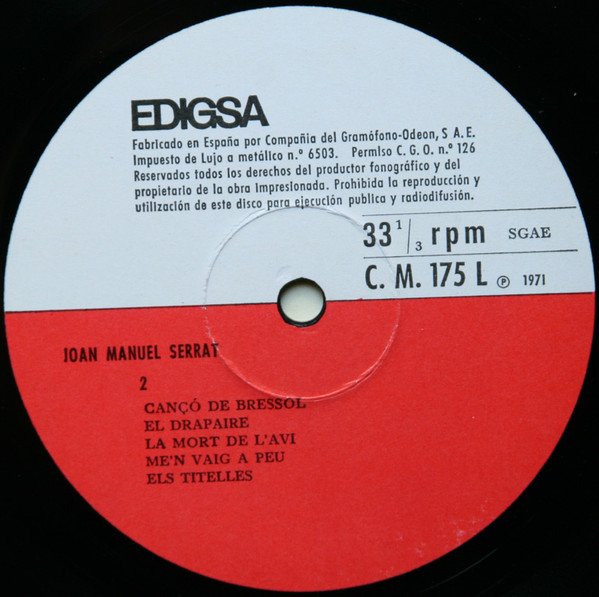 EDIGSA
Fabricado en España por Compañia del Gramófono-Odeon, S A. E.
Impuesto de Lujo a metálico n.º 6503. Permiso C. G. O. n.º 126
Reservados todos los derechos del productor fonográfico y del
propietario de la obra impresionada. Prohibida la reproducción y
utilización de este disco para ejecución publica y radiodifusión.
33 1/3 rpm SGAE
C. M. 175 L ℗ 1971
JOAN MANUEL SERRAT
2
CANÇÓ DE BRESSOL
EL DRAPAIRE
LA MORT DE L'AVI
ME'N VAIG A PEU
ELS TITELLES